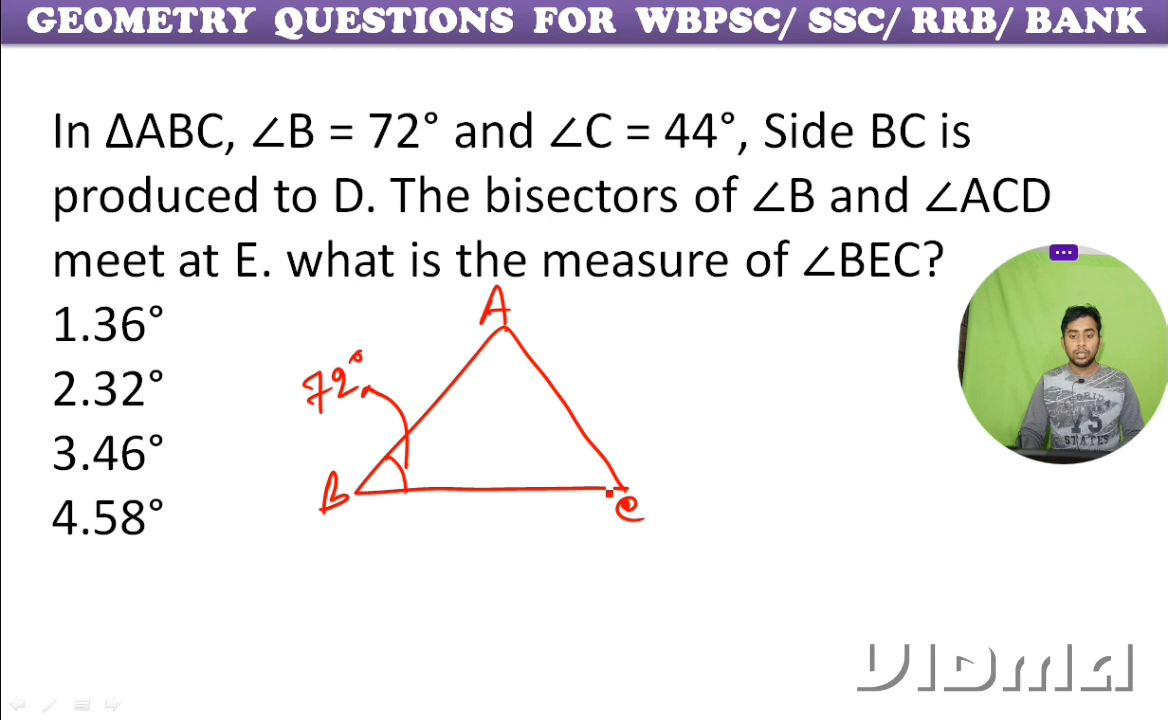 GEOMETRY QUESTIONS FOR WBPSC/ SSC/ RRB/ BANK
In ΔABC, ∠B = 72° and ∠C = 44°, Side BC is
produced to D. The bisectors of ∠B and ∠ACD
meet at E. what is the measure of ∠BEC?
1.36°
2.32°
3.46°
4.58°
A
72°
B
C
STATES
VIDMA